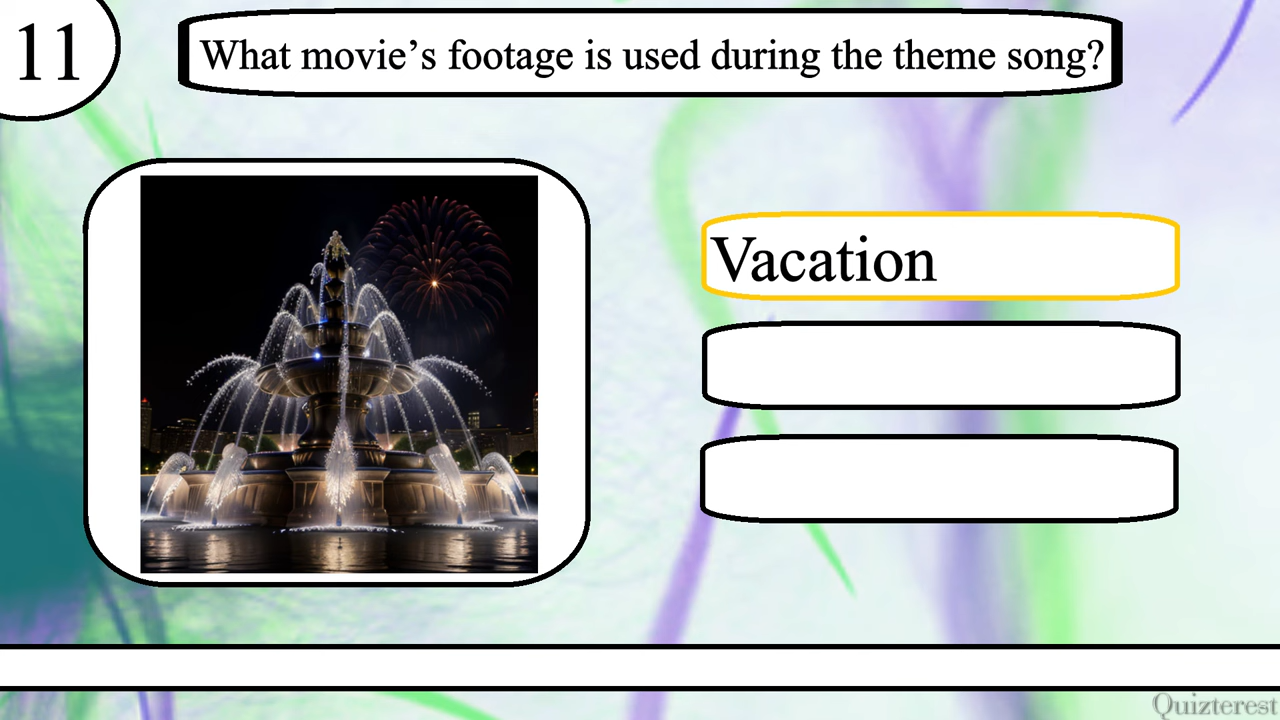 11
What movie’s footage is used during the theme song?
Vacation
Quizterest